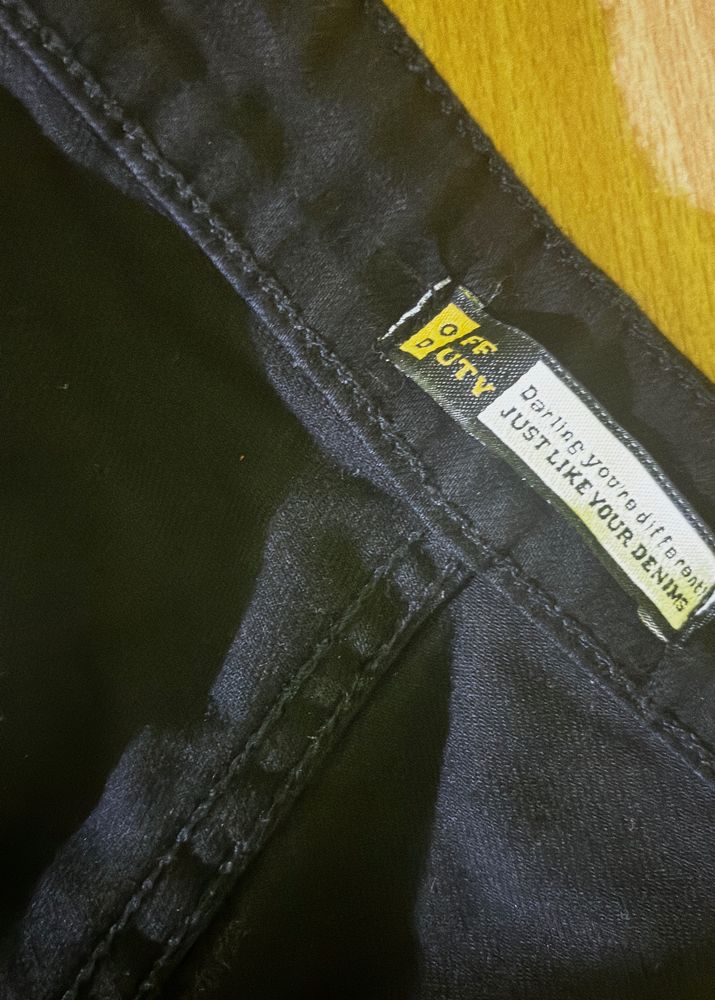 OFF
DUTY
Darling you're different
JUST LIKE YOUR DENIMS